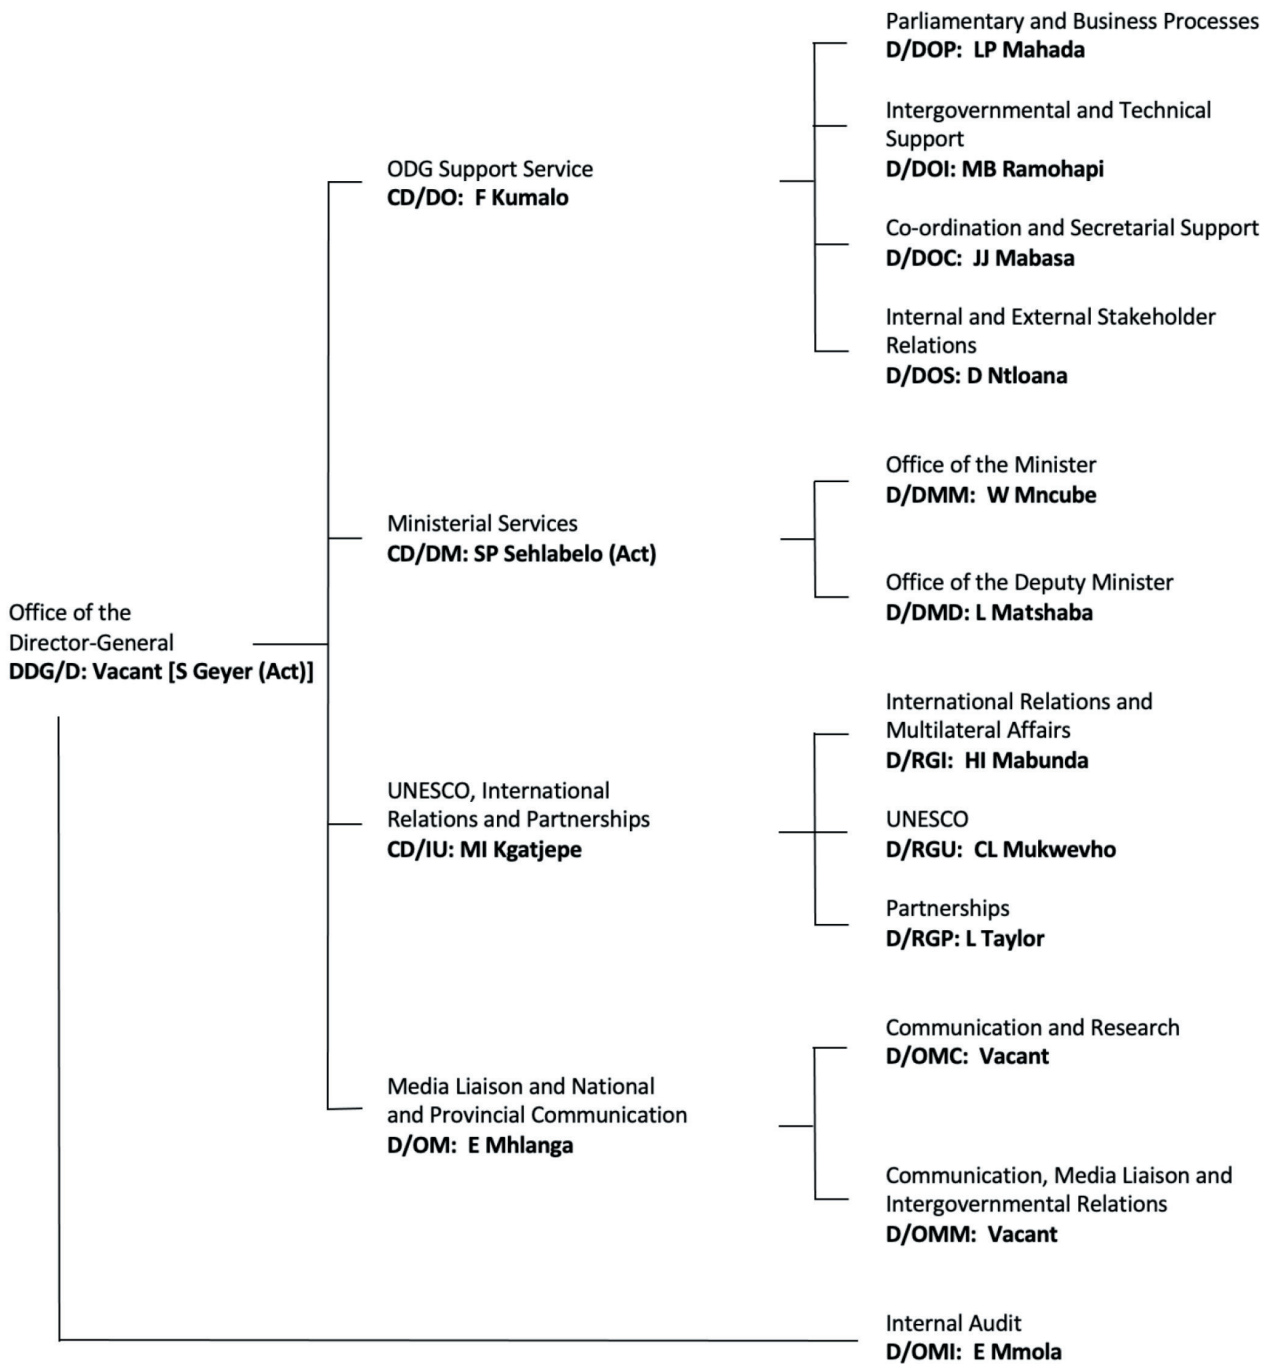 Office of the
Director-General
DDG/D: Vacant [S Geyer (Act)]
ODG Support Service
CD/DO: F Kumalo
Parliamentary and Business Processes
D/DOP: LP Mahada
Intergovernmental and Technical
Support
D/DOI: MB Ramohapi
Co-ordination and Secretarial Support
D/DOC: JJ Mabasa
Internal and External Stakeholder
Relations
D/DOS: D Ntloana
Ministerial Services
CD/DM: SP Sehlabelo (Act)
Office of the Minister
D/DMM: W Mncube
Office of the Deputy Minister
D/DMD: L Matshaba
UNESCO, International
Relations and Partnerships
CD/IU: MI Kgatjepe
International Relations and
Multilateral Affairs
D/RGI: HI Mabunda
UNESCO
D/RGU: CL Mukwevho
Partnerships
D/RGP: L Taylor
Media Liaison and National
and Provincial Communication
D/OM: E Mhlanga
Communication and Research
D/OMC: Vacant
Communication, Media Liaison and
Intergovernmental Relations
D/OMM: Vacant
Internal Audit
D/OMI: E Mmola